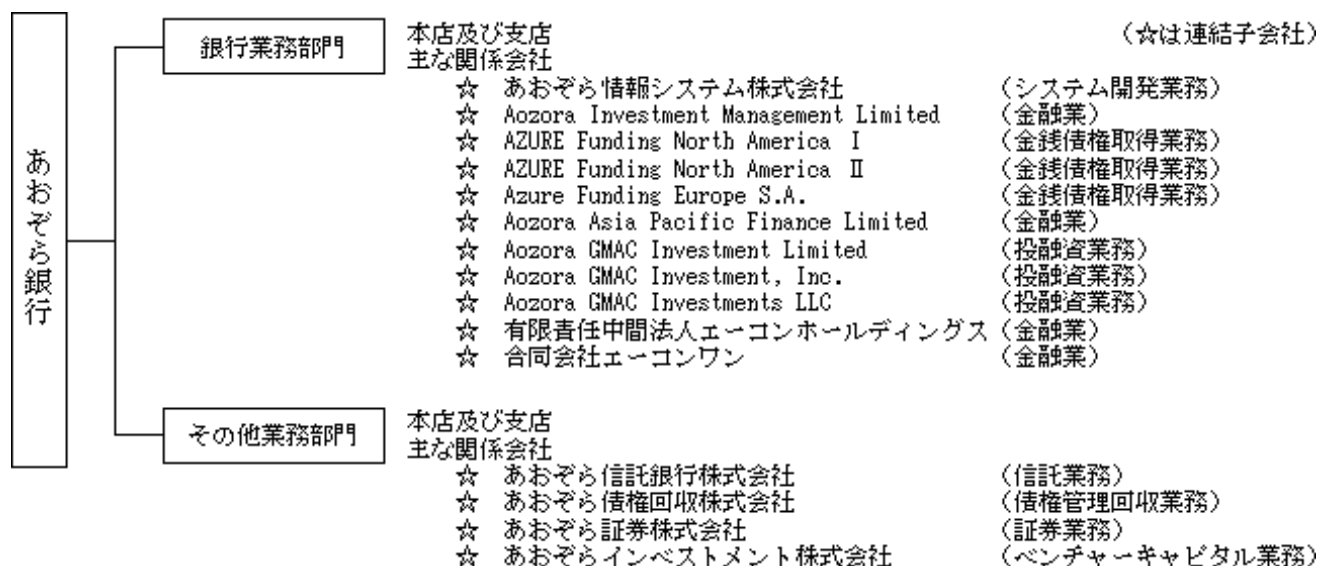 あおぞら銀行
銀行業務部門
本店及び支店 （☆は連結子会社）
主な関係会社
☆ あおぞら情報システム株式会社 （システム開発業務）
☆ Aozora Investment Management Limited （金融業）
☆ AZURE Funding North America Ⅰ （金銭債権取得業務）
☆ AZURE Funding North America Ⅱ （金銭債権取得業務）
☆ Azure Funding Europe S.A. （金銭債権取得業務）
☆ Aozora Asia Pacific Finance Limited （金融業）
☆ Aozora GMAC Investment Limited （投融資業務）
☆ Aozora GMAC Investment, Inc. （投融資業務）
☆ Aozora GMAC Investments LLC （投融資業務）
☆ 有限責任中間法人エーコンホールディングス （金融業）
☆ 合同会社エーコンワン （金融業）
その他業務部門
本店及び支店
主な関係会社
☆ あおぞら信託銀行株式会社 （信託業務）
☆ あおぞら債権回収株式会社 （債権管理回収業務）
☆ あおぞら証券株式会社 （証券業務）
☆ あおぞらインベストメント株式会社 （ベンチャーキャピタル業務）